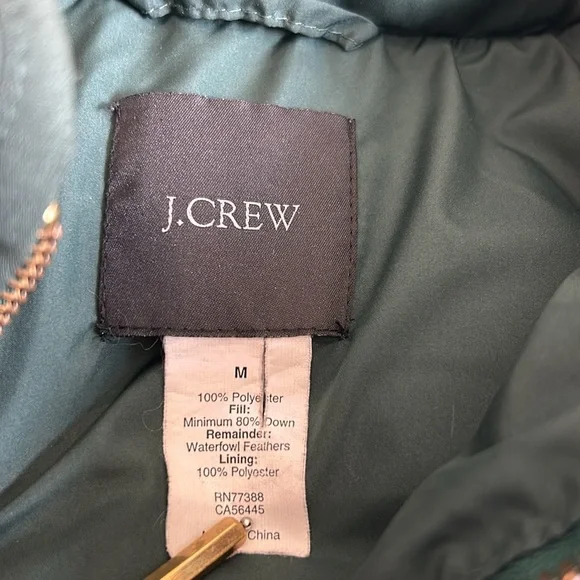 J.CREW
M
100% Polyester
Fill:
Minimum 80% Down
Remainder:
Waterfowl Feathers
Lining:
100% Polyester
RN77388
CA56445
China